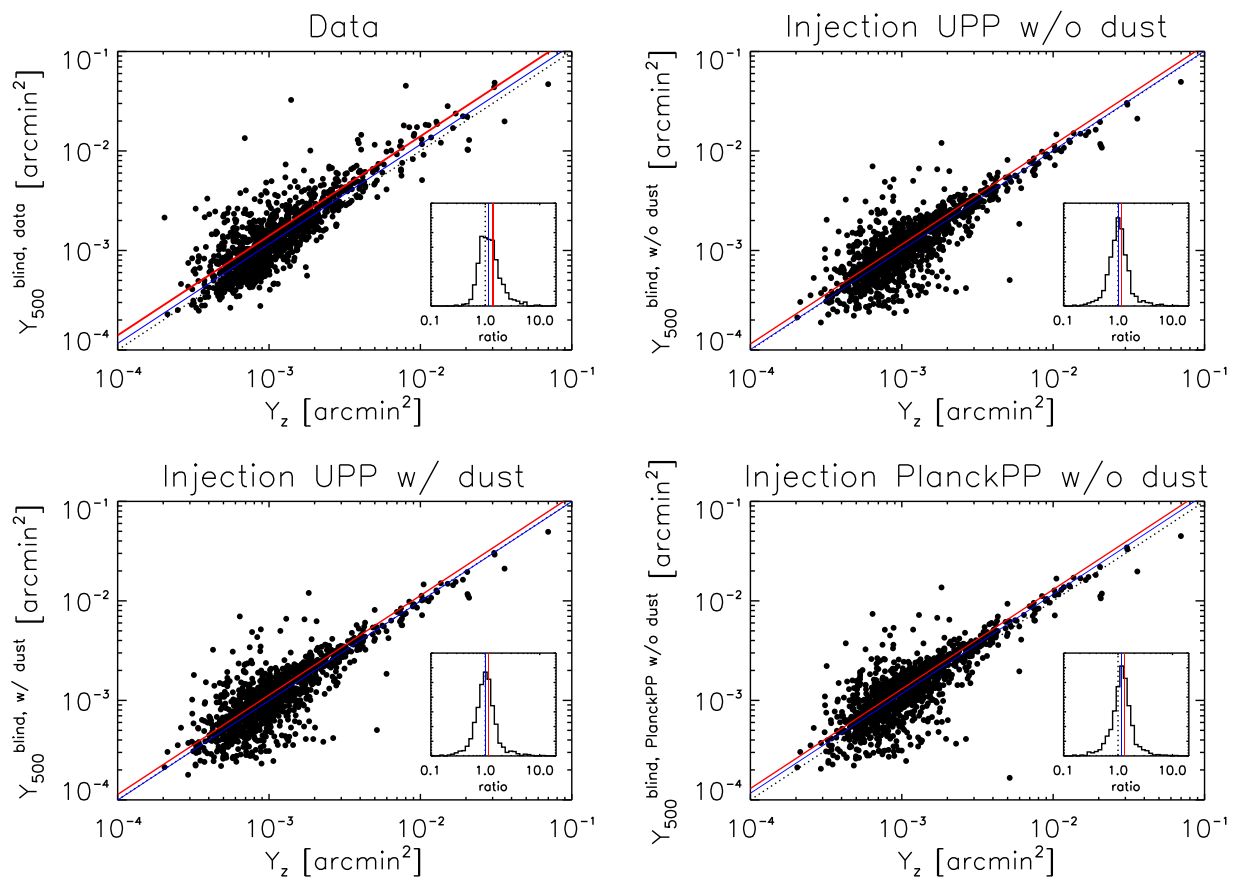 Data
Y500 blind, data [arcmin2]
10-1
10-2
10-3
10-4
10-4 10-3 10-2 10-1
Yz [arcmin2]
0.1 1.0 10.0
ratio
Injection UPP w/o dust
Y500 blind, w/o dust [arcmin2]
10-1
10-2
10-3
10-4
10-4 10-3 10-2 10-1
Yz [arcmin2]
0.1 1.0 10.0
ratio
Injection UPP w/ dust
Y500 blind, w/ dust [arcmin2]
10-1
10-2
10-3
10-4
10-4 10-3 10-2 10-1
Yz [arcmin2]
0.1 1.0 10.0
ratio
Injection PlanckPP w/o dust
Y500 blind, PlanckPP w/o dust [arcmin2]
10-1
10-2
10-3
10-4
10-4 10-3 10-2 10-1
Yz [arcmin2]
0.1 1.0 10.0
ratio